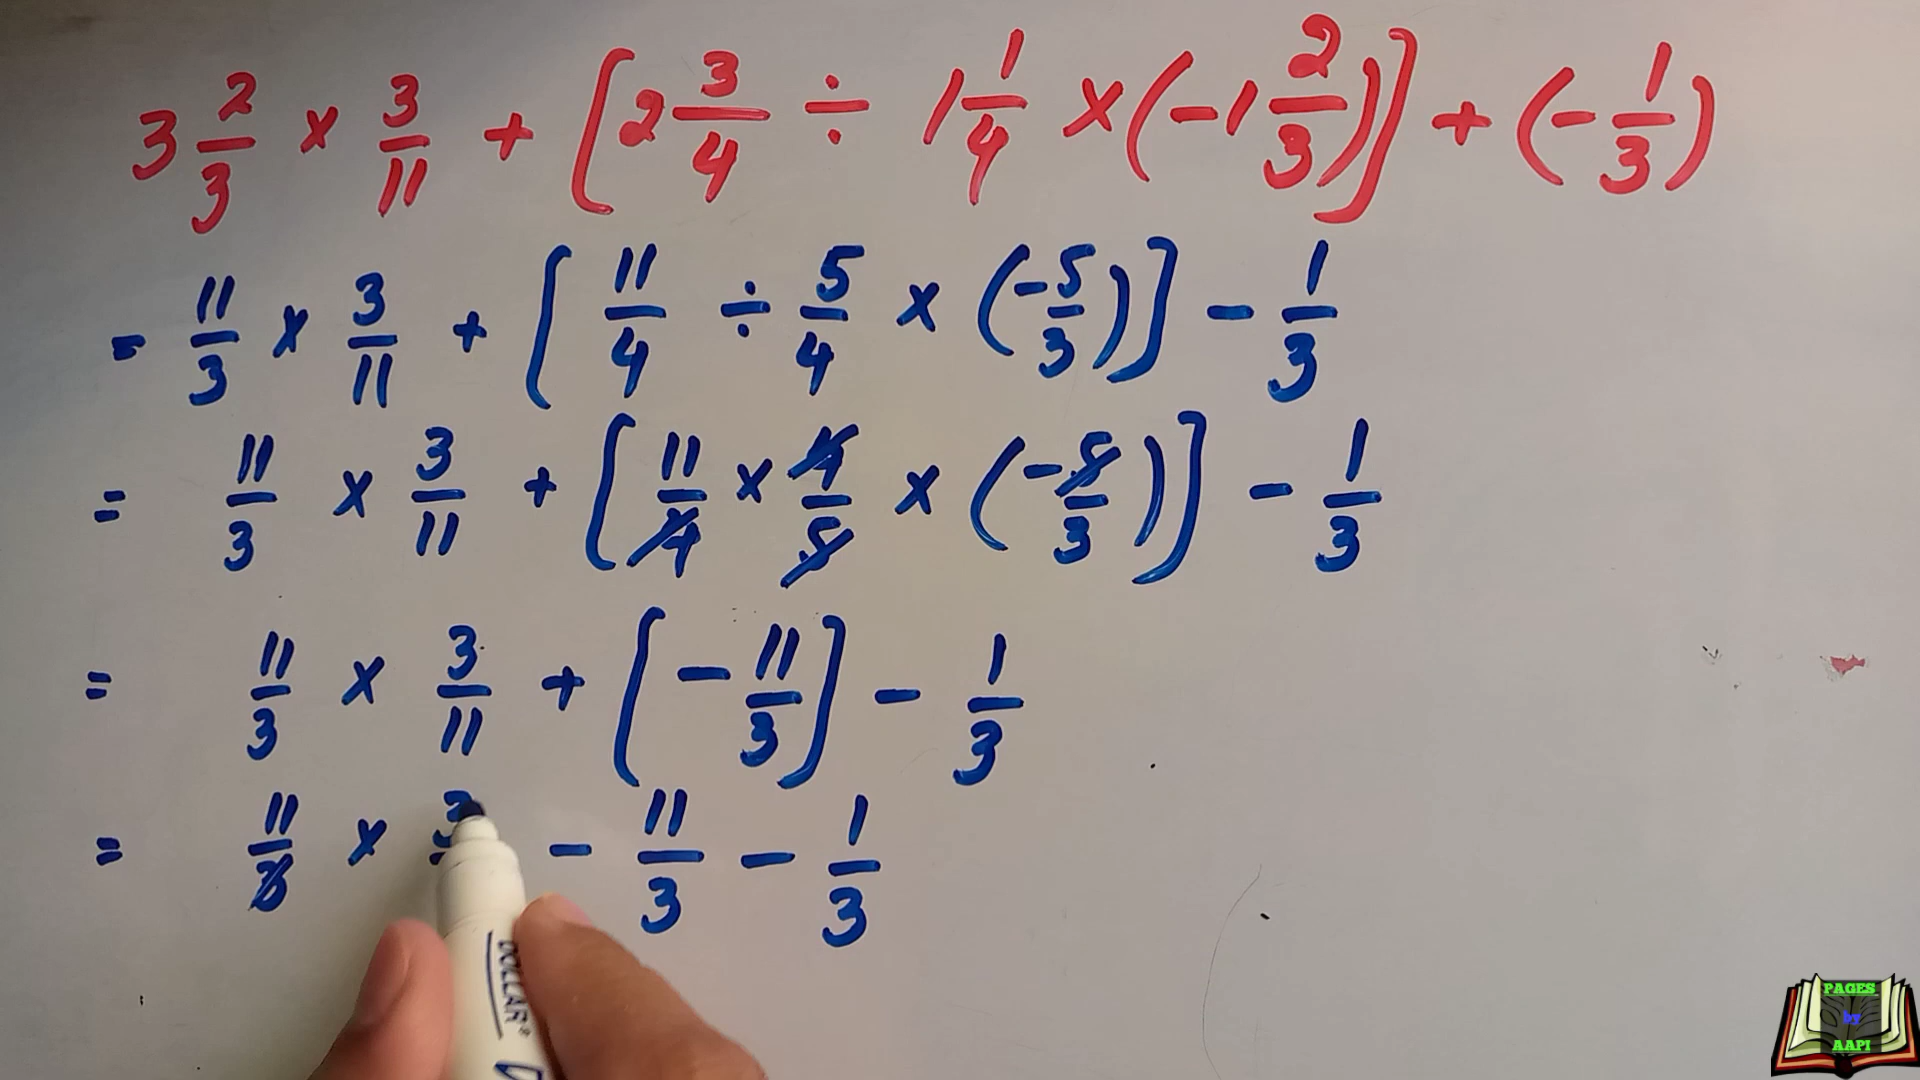 3 2/3 × 3/11 + [2 3/4 ÷ 1 1/4 × (-1 2/3)] + (-1/3)
= 11/3 × 3/11 + [11/4 ÷ 5/4 × (-5/3)] - 1/3
= 11/3 × 3/11 + [11/4 × 4/5 × (-5/3)] - 1/3
= 11/3 × 3/11 + [-11/3] - 1/3
= 11/3 × 3 - 11/3 - 1/3
DOLLAR®
PAGES
by
AAPI